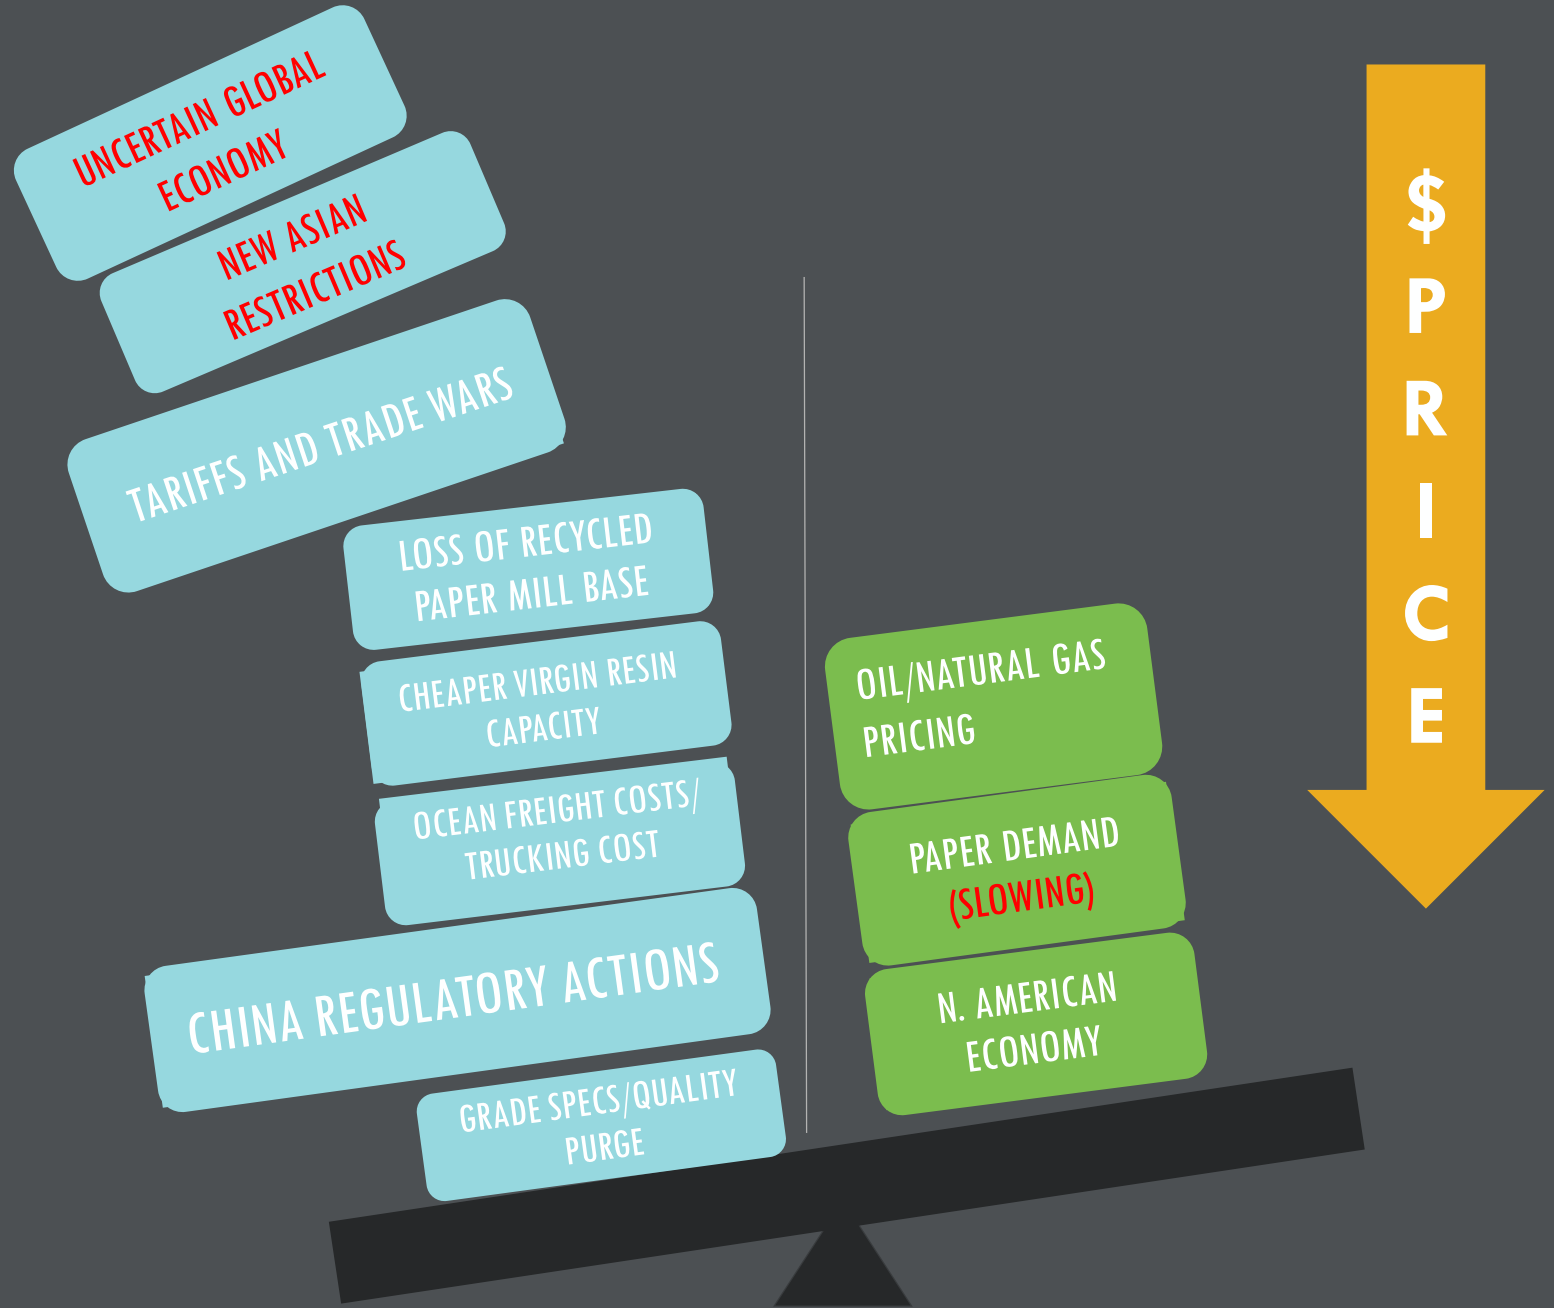 UNCERTAIN GLOBAL
ECONOMY
NEW ASIAN
RESTRICTIONS
TARIFFS AND TRADE WARS
LOSS OF RECYCLED
PAPER MILL BASE
CHEAPER VIRGIN RESIN
CAPACITY
OCEAN FREIGHT COSTS/
TRUCKING COST
CHINA REGULATORY ACTIONS
GRADE SPECS/QUALITY
PURGE
OIL/NATURAL GAS
PRICING
PAPER DEMAND
(SLOWING)
N. AMERICAN
ECONOMY
$
P
R
I
C
E